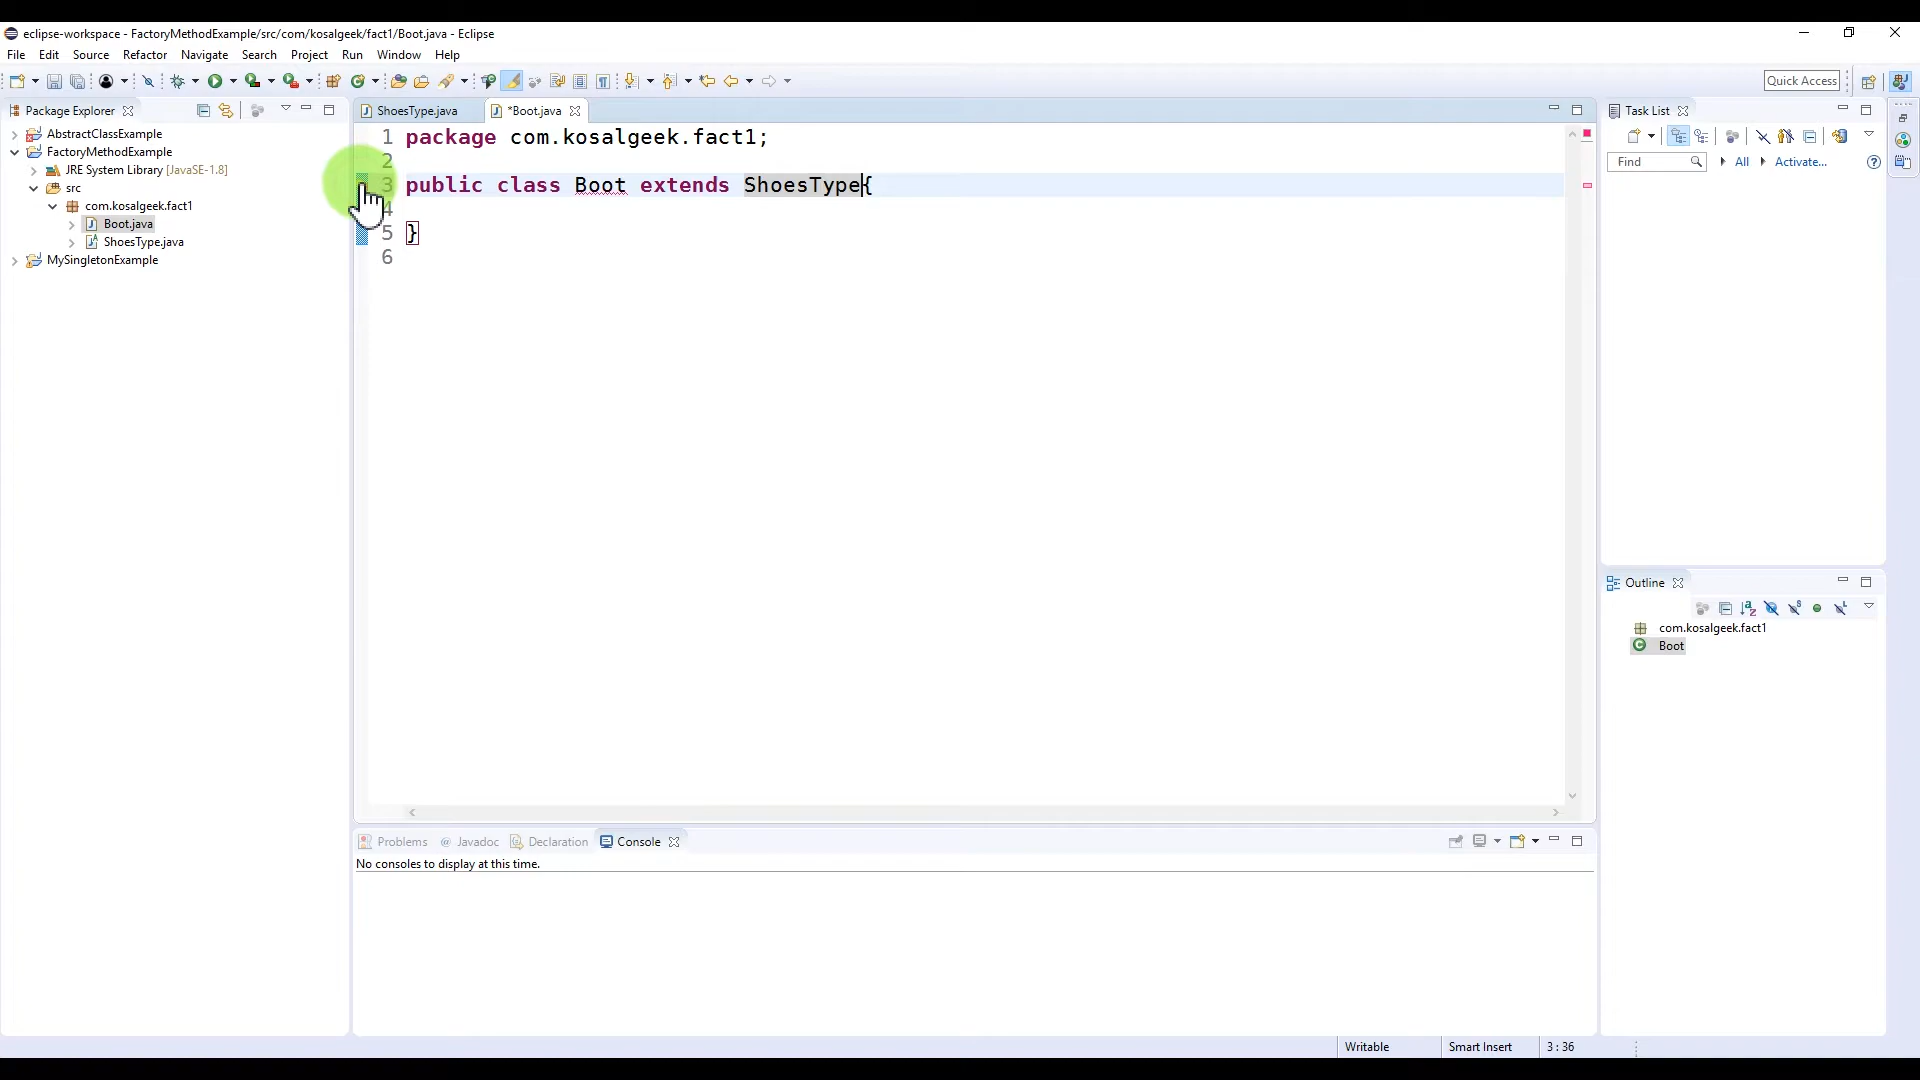 eclipse-workspace - FactoryMethodExample/src/com/kosalgeek/fact1/Boot.java - Eclipse
File Edit Source Refactor Navigate Search Project Run Window Help
Quick Access
Package Explorer
AbstractClassExample
FactoryMethodExample
JRE System Library [JavaSE-1.8]
src
com.kosalgeek.fact1
Boot.java
ShoesType.java
MySingletonExample
ShoesType.java *Boot.java
1 package com.kosalgeek.fact1;
2
3 public class Boot extends ShoesType{
4
5 }
6
Task List
Find All Activate...
Outline
com.kosalgeek.fact1
Boot
Problems @ Javadoc Declaration Console
No consoles to display at this time.
Writable Smart Insert 3 : 36